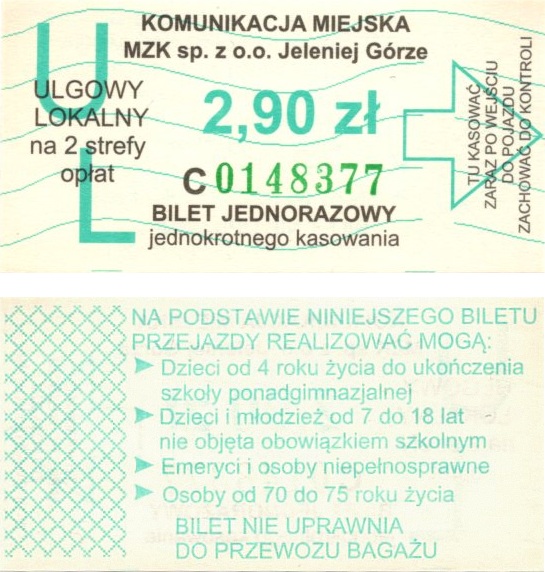 KOMUNIKACJA MIEJSKA
MZK sp. z o.o. Jeleniej Górze
UL
ULGOWY
LOKALNY
na 2 strefy
opłat
2,90 zł
C 0148377
BILET JEDNORAZOWY
jednokrotnego kasowania
TU KASOWAĆ
ZARAZ PO WEJŚCIU
DO POJAZDU
ZACHOWAĆ DO KONTROLI
NA PODSTAWIE NINIEJSZEGO BILETU
PRZEJAZDY REALIZOWAĆ MOGĄ:
Dzieci od 4 roku życia do ukończenia
szkoły ponadgimnazjalnej
Dzieci i młodzież od 7 do 18 lat
nie objęta obowiązkiem szkolnym
Emeryci i osoby niepełnosprawne
Osoby od 70 do 75 roku życia
BILET NIE UPRAWNIA
DO PRZEWOZU BAGAŻU